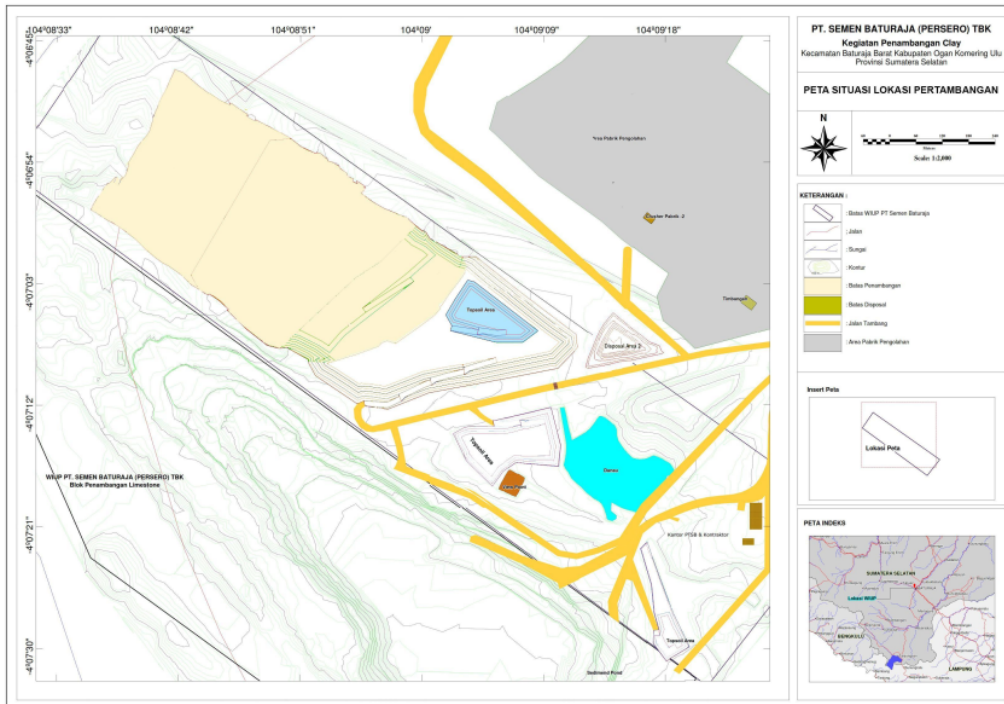 104°08'33"
104°08'42"
104°08'51"
104°09'
104°09'09"
104°09'18"
-4°06'45"
-4°06'54"
-4°07'03"
-4°07'12"
-4°07'21"
-4°07'30"
Area Pabrik Pengolahan
Timbangan
Topsoil Area
Disposal Area 2
Topsoil Area
Danau
WIUP PT. SEMEN BATURAJA (PERSERO) TBK
Blok Penambangan Limestone
Kantor PTSB & Kontraktor
Topsoil Area
Sediment Pond
PT. SEMEN BATURAJA (PERSERO) TBK
Kegiatan Penambangan Clay
Kecamatan Baturaja Barat Kabupaten Ogan Komering Ulu
Provinsi Sumatera Selatan
PETA SITUASI LOKASI PERTAMBANGAN
N
Scale 1:2,000
KETERANGAN :
: Batas WIUP PT Semen Baturaja
: Jalan
: Sungai
: Kontur
: Batas Penambangan
: Batas Disposal
: Jalan Tambang
: Area Pabrik Pengolahan
Insert Peta
Lokasi Peta
PETA INDEKS
SUMATERA SELATAN
Lokasi WIUP
BENGKULU
LAMPUNG